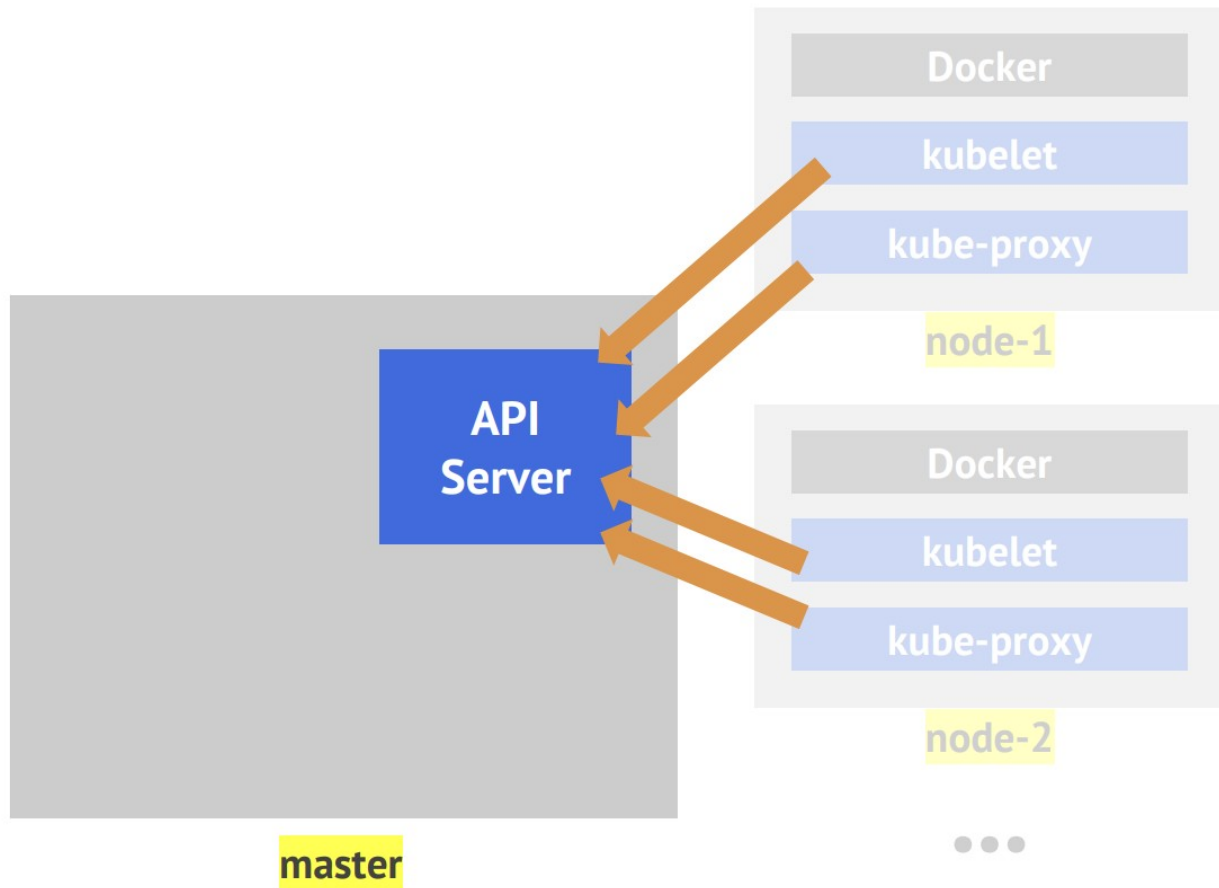 Docker
kubelet
kube-proxy
node-1
API
Server
Docker
kubelet
kube-proxy
node-2
master
...